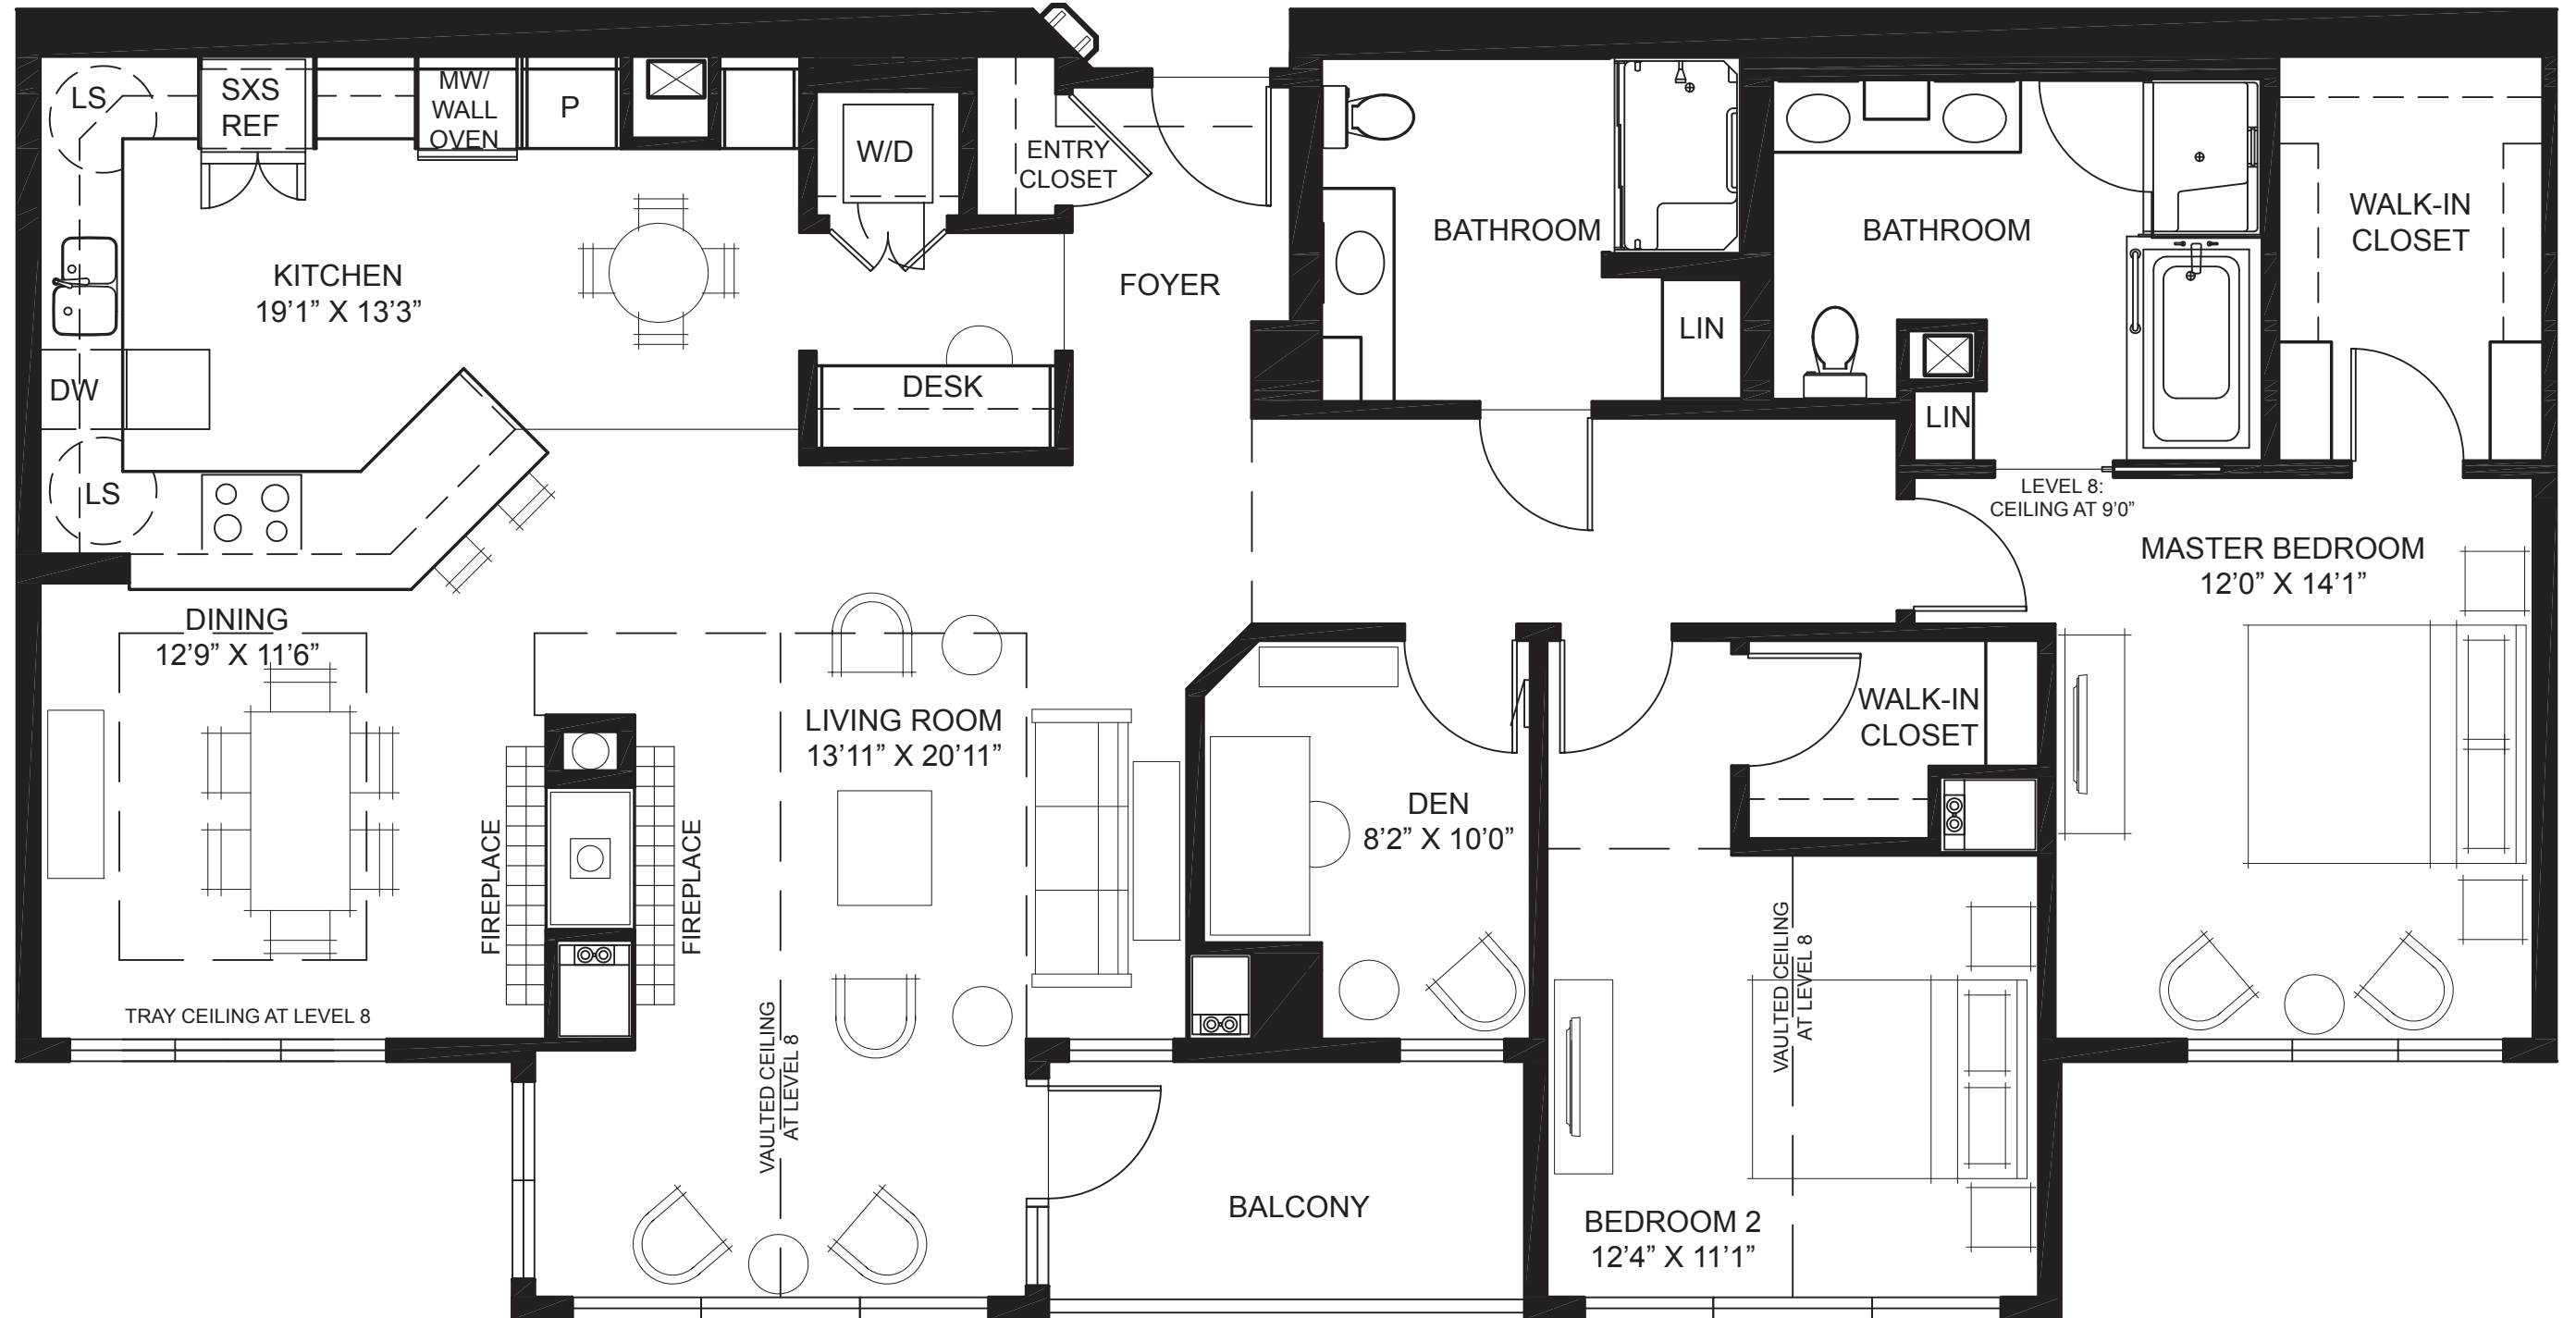 LS
SXS
REF
MW/
WALL
OVEN
P
W/D
ENTRY
CLOSET
KITCHEN
19’1” X 13’3”
FOYER
BATHROOM
BATHROOM
WALK-IN
CLOSET
LIN
DW
DESK
LIN
LS
LEVEL 8:
CEILING AT 9’0”
MASTER BEDROOM
12’0” X 14’1”
DINING
12’9” X 11’6”
LIVING ROOM
13’11” X 20’11”
WALK-IN
CLOSET
FIREPLACE
FIREPLACE
DEN
8’2” X 10’0”
TRAY CEILING AT LEVEL 8
VAULTED CEILING
AT LEVEL 8
VAULTED CEILING
AT LEVEL 8
BALCONY
BEDROOM 2
12’4” X 11’1”